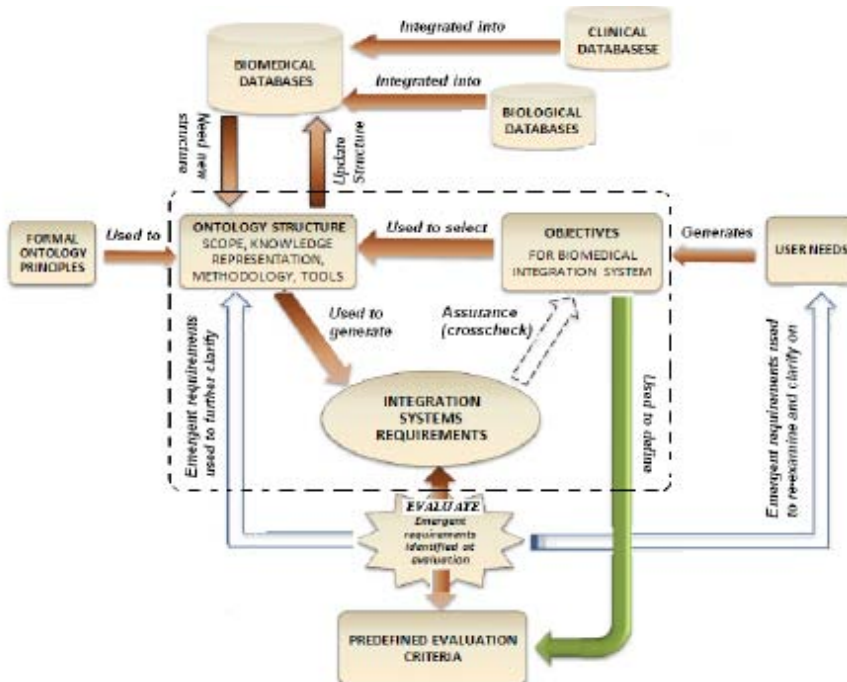 Integrated into
CLINICAL
DATABASESE
BIOMEDICAL
DATABASES
Integrated into
BIOLOGICAL
DATABASES
Need new
structure
Update
Structure
FORMAL
ONTOLOGY
PRINCIPLES
Used to
ONTOLOGY STRUCTURE
SCOPE, KNOWLEDGE
REPRESENTATION,
METHODOLOGY, TOOLS
Used to select
OBJECTIVES
FOR BIOMEDICAL
INTEGRATION SYSTEM
Generates
USER NEEDS
Used to
generate
Assurance
(crosscheck)
Emergent requirements
used to further clarify
INTEGRATION
SYSTEMS
REQUIREMENTS
Used to define
Emergent requirements used
to re-examine and clarify on
EVALUATE
Emergent
requirements
identified at
evaluation
PREDEFINED EVALUATION
CRITERIA